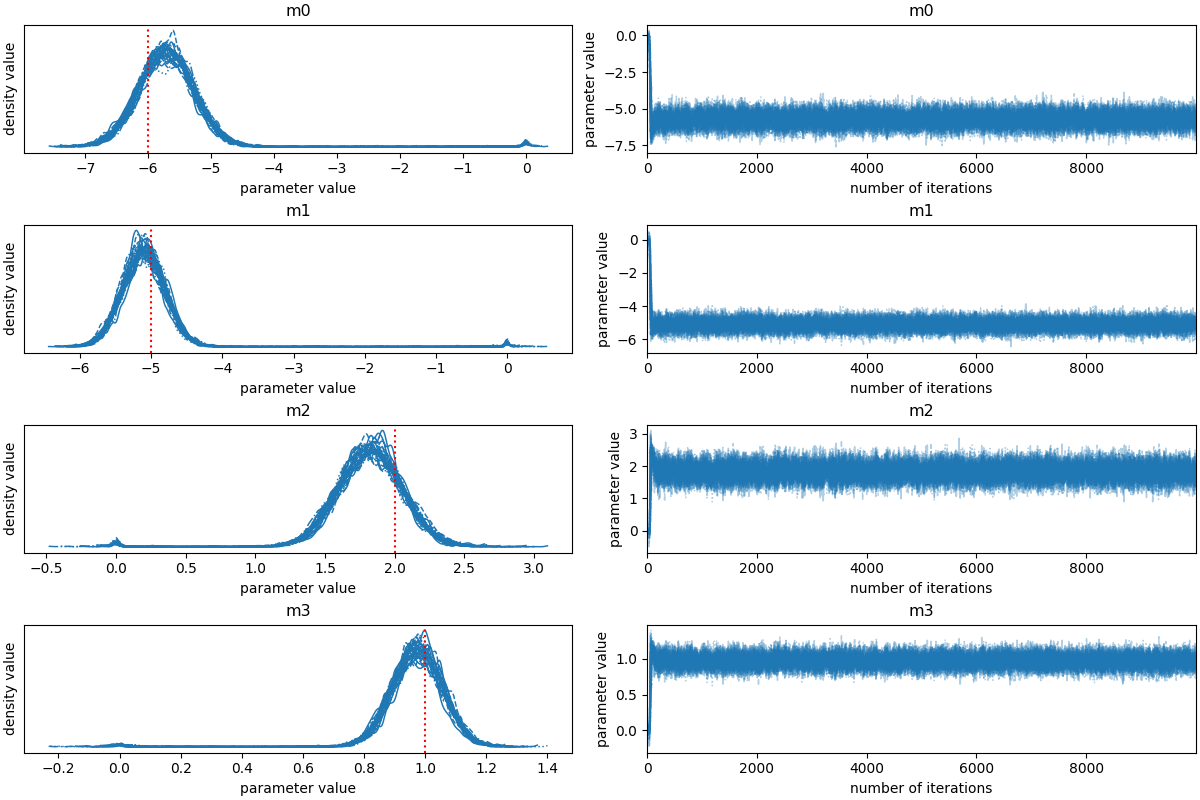 m0
m0
density value
parameter value
0.0
−2.5
−5.0
−7.5
−7 −6 −5 −4 −3 −2 −1 0
0 2000 4000 6000 8000
parameter value
number of iterations
m1
m1
density value
parameter value
0
−2
−4
−6
−6 −5 −4 −3 −2 −1 0
0 2000 4000 6000 8000
parameter value
number of iterations
m2
m2
density value
parameter value
3
2
1
0
−0.5 0.0 0.5 1.0 1.5 2.0 2.5 3.0
0 2000 4000 6000 8000
parameter value
number of iterations
m3
m3
density value
parameter value
1.0
0.5
0.0
−0.2 0.0 0.2 0.4 0.6 0.8 1.0 1.2 1.4
0 2000 4000 6000 8000
parameter value
number of iterations